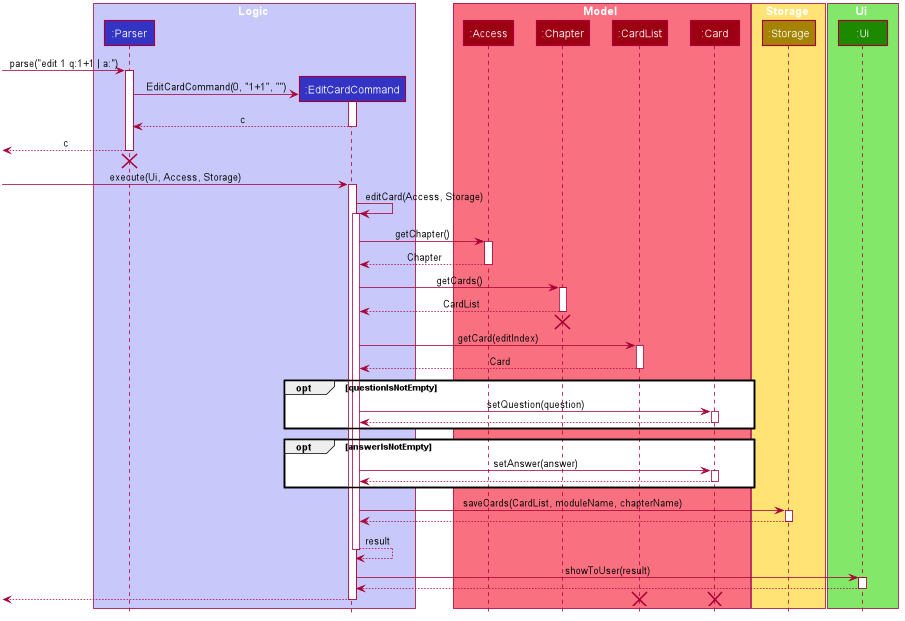 Logic
Model
Storage
Ui
:Parser
:Access
:Chapter
:CardList
:Card
:Storage
:Ui
parse("edit 1 q:1+1 | a:")
EditCardCommand(0, "1+1", "")
:EditCardCommand
c
c
execute(Ui, Access, Storage)
editCard(Access, Storage)
getChapter()
Chapter
getCards()
CardList
getCard(editIndex)
Card
opt [questionIsNotEmpty]
setQuestion(question)
opt [answerIsNotEmpty]
setAnswer(answer)
saveCards(CardList, moduleName, chapterName)
result
showToUser(result)